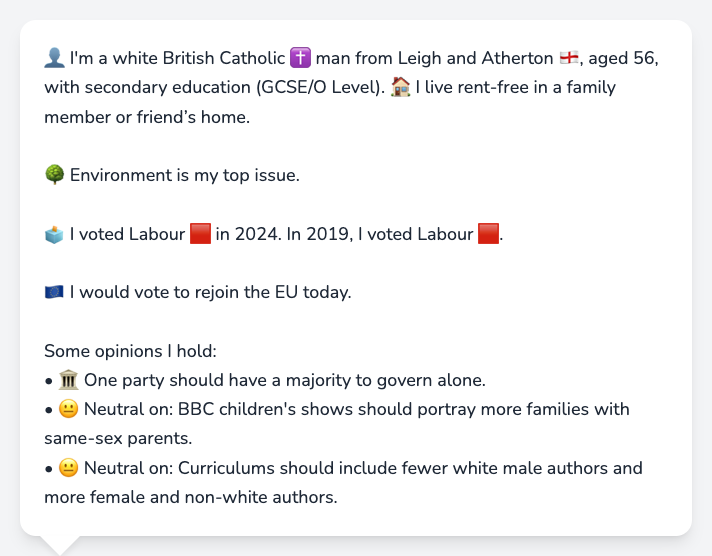 👤 I'm a white British Catholic ✝️ man from Leigh and Atherton 🏴󠁧󠁢󠁥󠁮󠁧󠁿, aged 56,
with secondary education (GCSE/O Level). 🏠 I live rent-free in a family
member or friend’s home.
🌳 Environment is my top issue.
🗳️ I voted Labour 🟥 in 2024. In 2019, I voted Labour 🟥.
🇪🇺 I would vote to rejoin the EU today.
Some opinions I hold:
• 🏛️ One party should have a majority to govern alone.
• 😐 Neutral on: BBC children's shows should portray more families with
same-sex parents.
• 😐 Neutral on: Curriculums should include fewer white male authors and
more female and non-white authors.